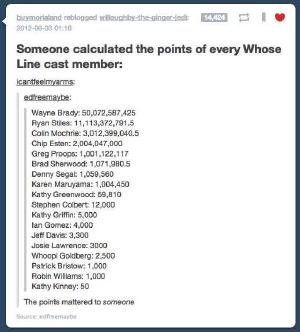 buymorialand reblogged willoughby-the-ginger-jedi: 14,424
2012-06-03 01:16
Someone calculated the points of every Whose
Line cast member:
icantfeelmyarms:
edfreemaybe:
Wayne Brady: 50,072,587,425
Ryan Stiles: 11,113,372,791.5
Colin Mochrie: 3,012,399,040.5
Chip Esten: 2,004,047,000
Greg Proops: 1,001,122,117
Brad Sherwood: 1,071,980.5
Denny Segal: 1,059,560
Karen Maruyama: 1,004,450
Kathy Greenwood: 59,810
Stephen Colbert: 12,000
Kathy Griffin: 5,000
Ian Gomez: 4,000
Jeff Davis: 3,300
Josie Lawrence: 3000
Whoopi Goldberg: 2,500
Patrick Bristow: 1,000
Robin Williams: 1,000
Kathy Kinney: 50
The points mattered to someone
Source: edfreemaybe